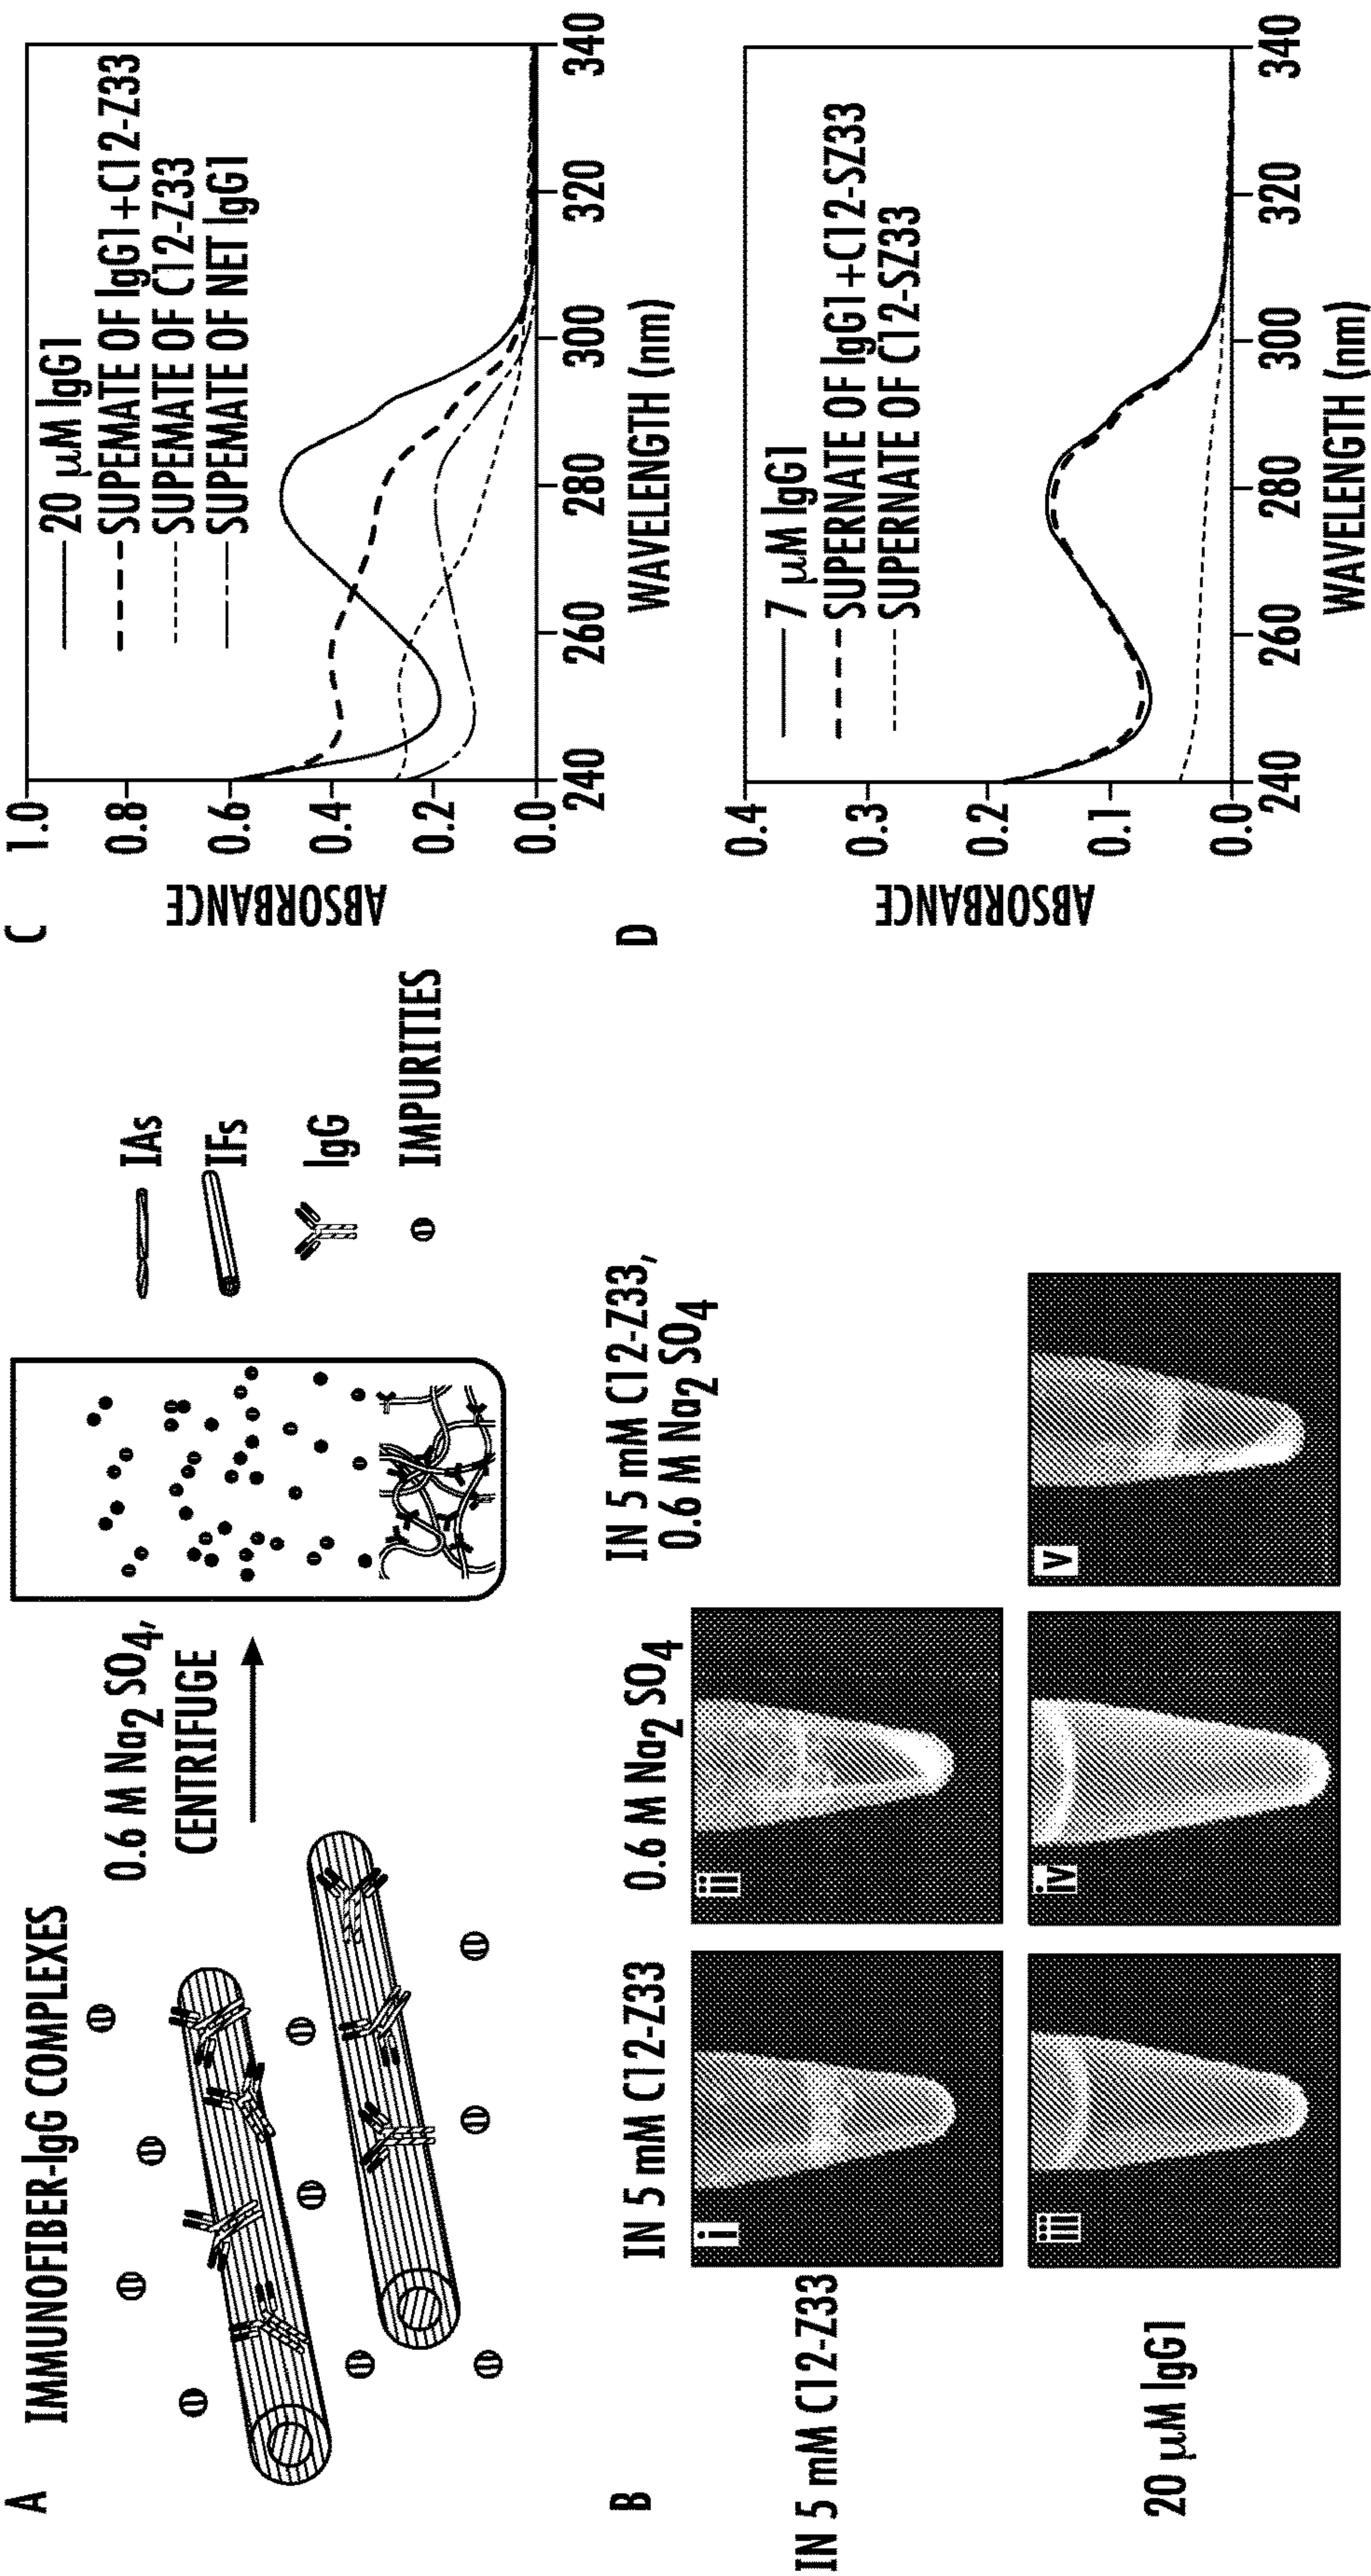 A
IMMUNOFIBER-IgG COMPLEXES
0.6 M Na2 SO4,
CENTRIFUGE
IAs
IFs
IgG
IMPURITIES
B
IN 5 mM C12-Z33
0.6 M Na2 SO4
IN 5 mM C12-Z33,
0.6 M Na2 SO4
IN 5 mM C12-Z33
i
ii
20 μM IgG1
iii
iv
v
C
ABSORBANCE
1.0
0.8
0.6
0.4
0.2
0.0
20 μM IgG1
SUPEMATE OF IgG1+C12-Z33
SUPEMATE OF C12-Z33
SUPEMATE OF NET IgG1
240 260 280 300 320 340
WAVELENGTH (nm)
D
ABSORBANCE
0.4
0.3
0.2
0.1
0.0
7 μM IgG1
SUPERNATE OF IgG1+C12-SZ33
SUPERNATE OF C12-SZ33
240 260 280 300 320 340
WAVELENGTH (nm)